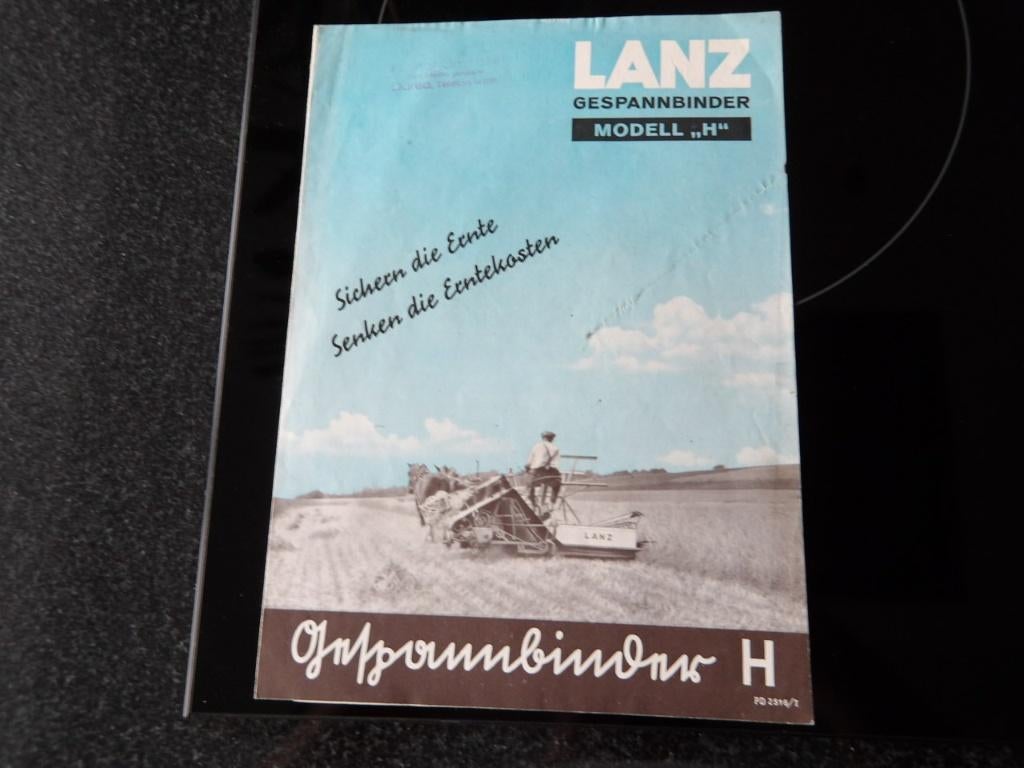 LANZ
GESPANNBINDER
MODELL „H“
Sichern die Ernte
Senken die Erntekosten
LANZ
Gespannbinder H